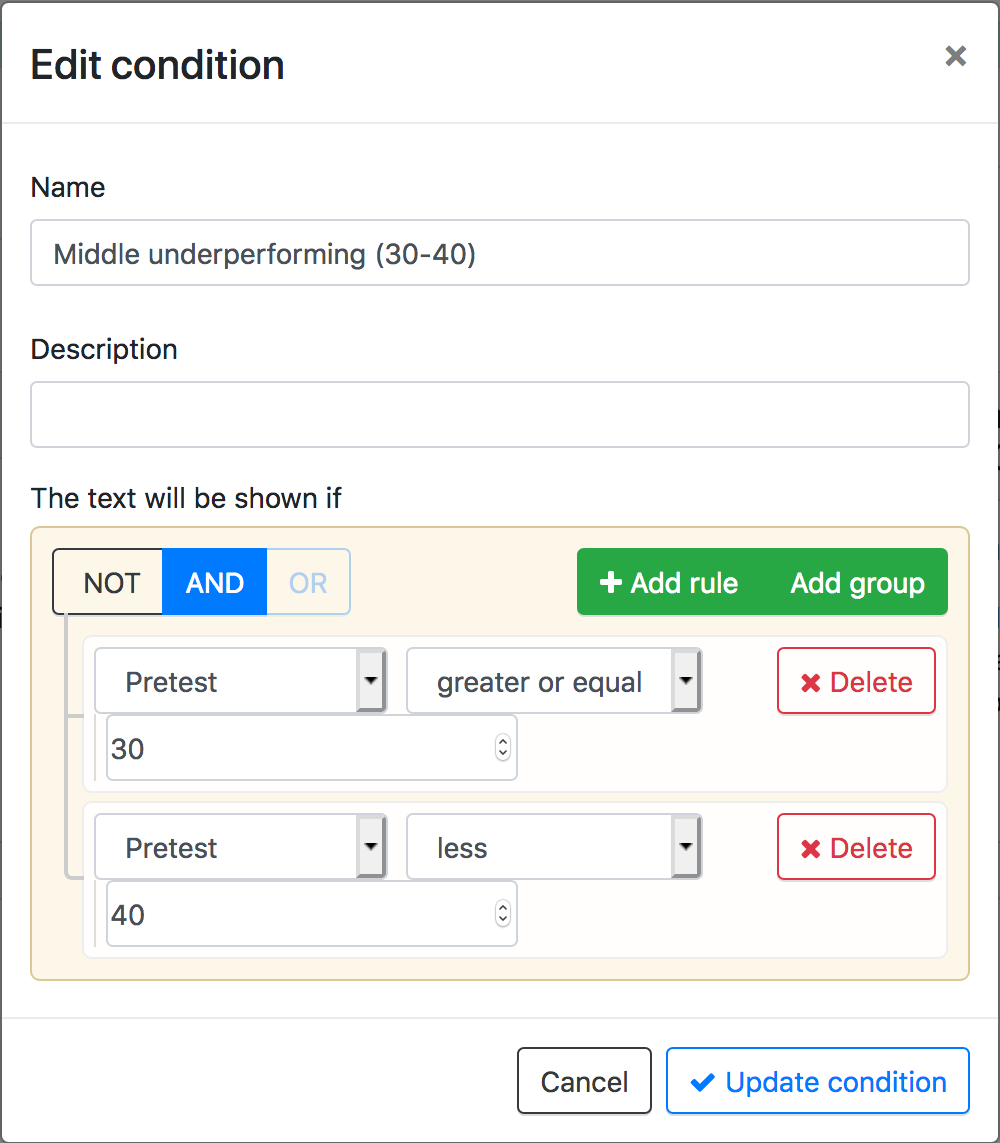 Edit condition
Name
Middle underperforming (30-40)
Description
The text will be shown if
NOT AND OR Add rule Add group
Pretest greater or equal Delete
30
Pretest less Delete
40
Cancel Update condition